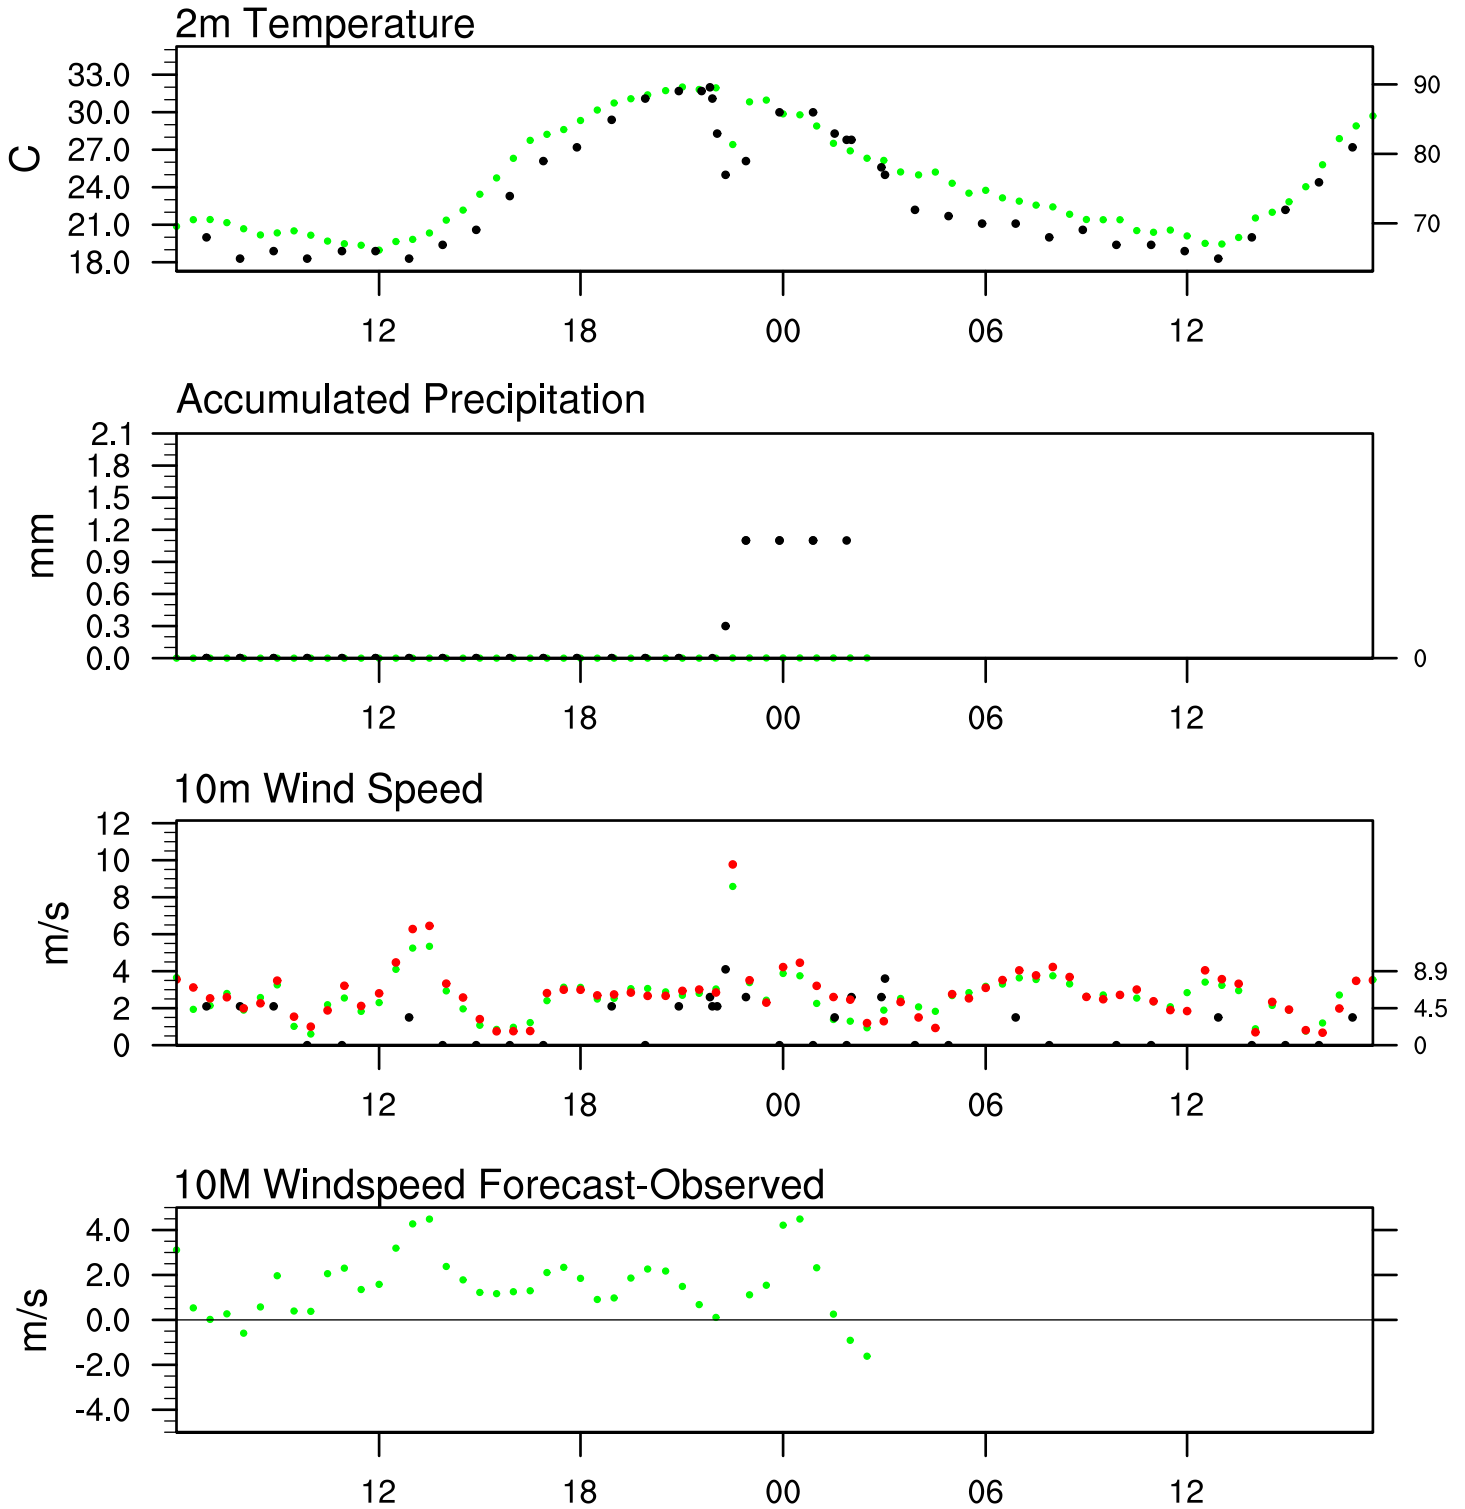 2m Temperature
33.0
30.0
27.0
24.0
21.0
18.0
C
90
80
70
12 18 00 06 12
Accumulated Precipitation
2.1
1.8
1.5
1.2
0.9
0.6
0.3
0.0
mm
0
12 18 00 06 12
10m Wind Speed
12
10
8
6
4
2
0
m/s
8.9
4.5
0
12 18 00 06 12
10M Windspeed Forecast-Observed
4.0
2.0
0.0
-2.0
-4.0
m/s
12 18 00 06 12